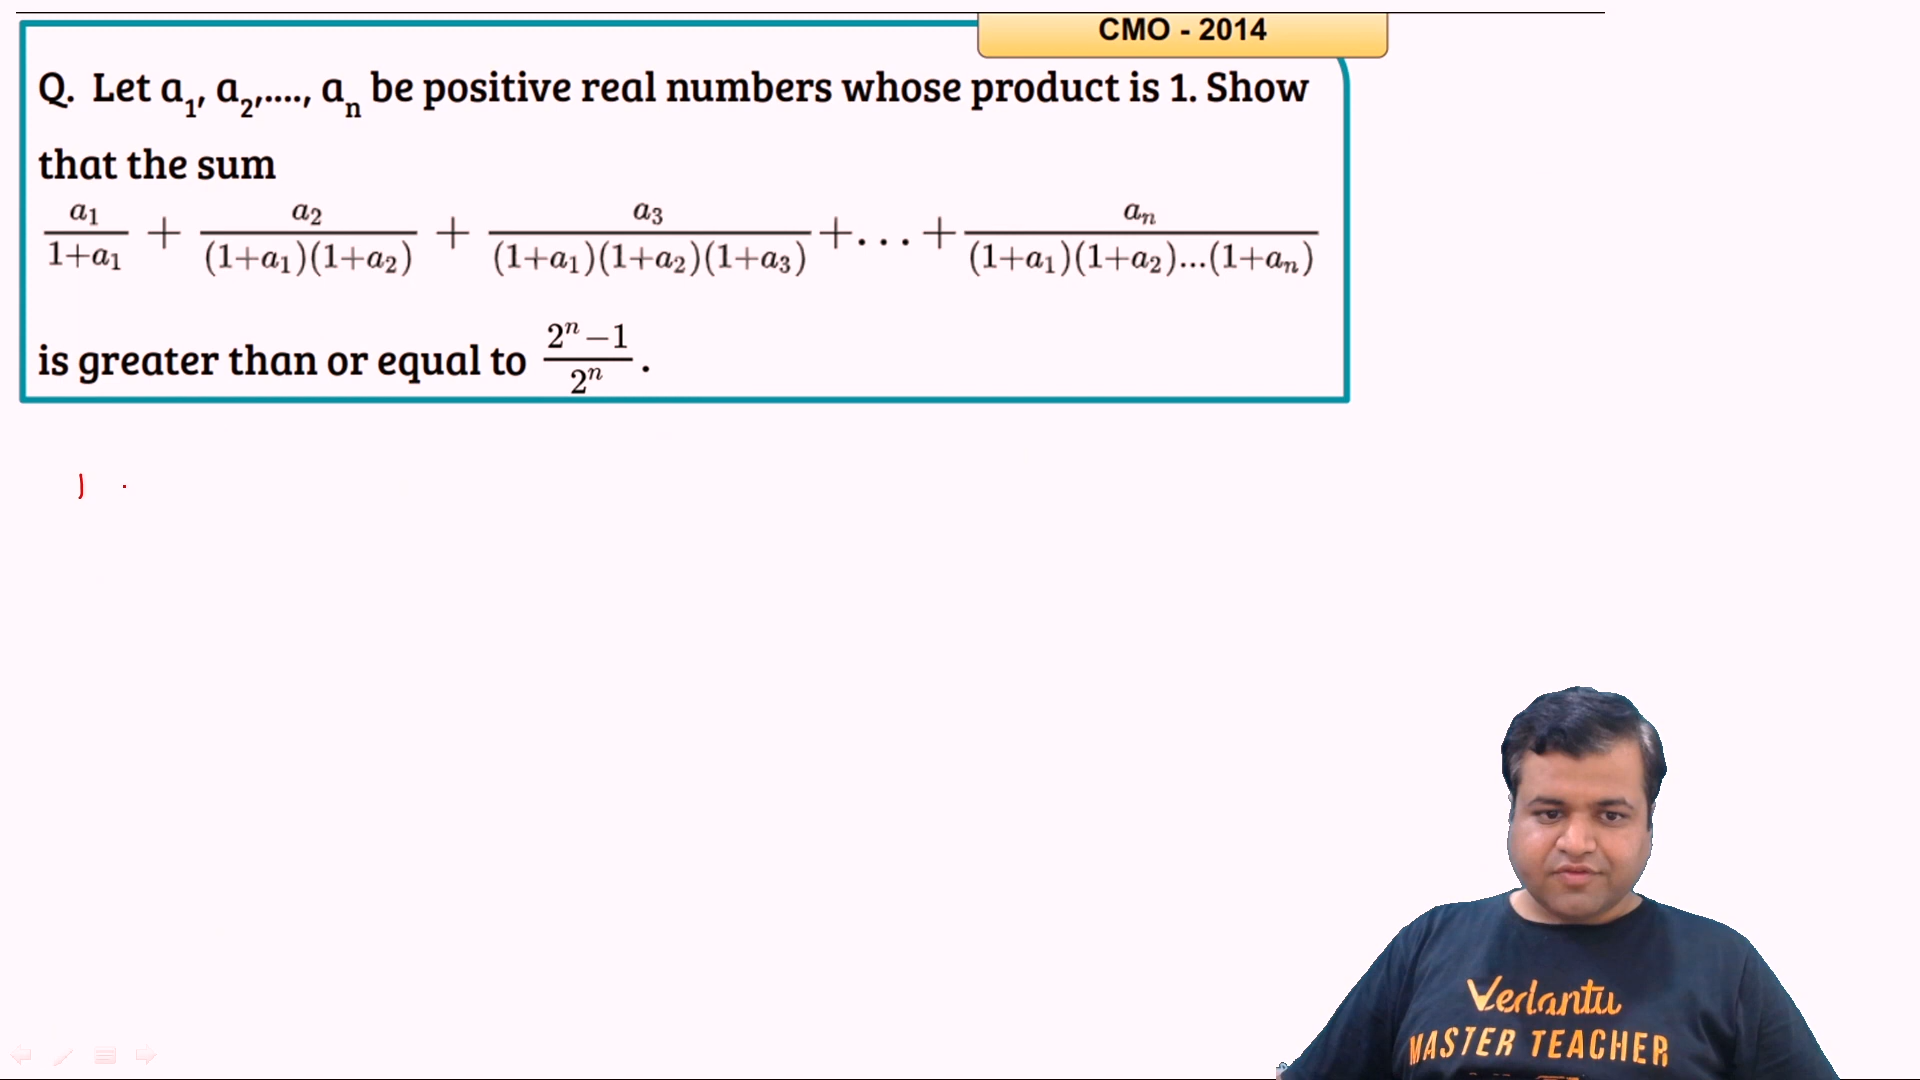 CMO - 2014
Q. Let a₁, a₂,...., aₙ be positive real numbers whose product is 1. Show
that the sum
a₁/(1+a₁) + a₂/((1+a₁)(1+a₂)) + a₃/((1+a₁)(1+a₂)(1+a₃)) +...+ aₙ/((1+a₁)(1+a₂)...(1+aₙ))
is greater than or equal to (2ⁿ−1)/2ⁿ .
Vedantu
MASTER TEACHER